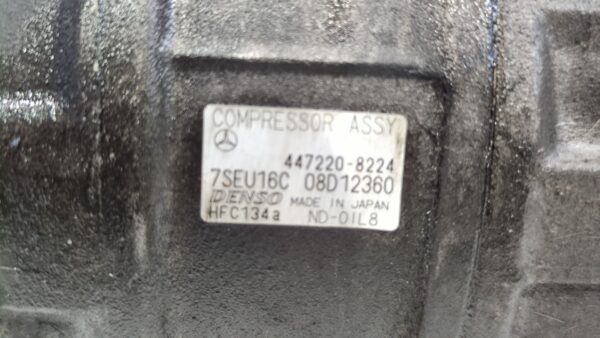 COMPRESSOR ASSY
447220-8224
7SEU16C 08D12360
DENSO MADE IN JAPAN
HFC134a ND-OIL8